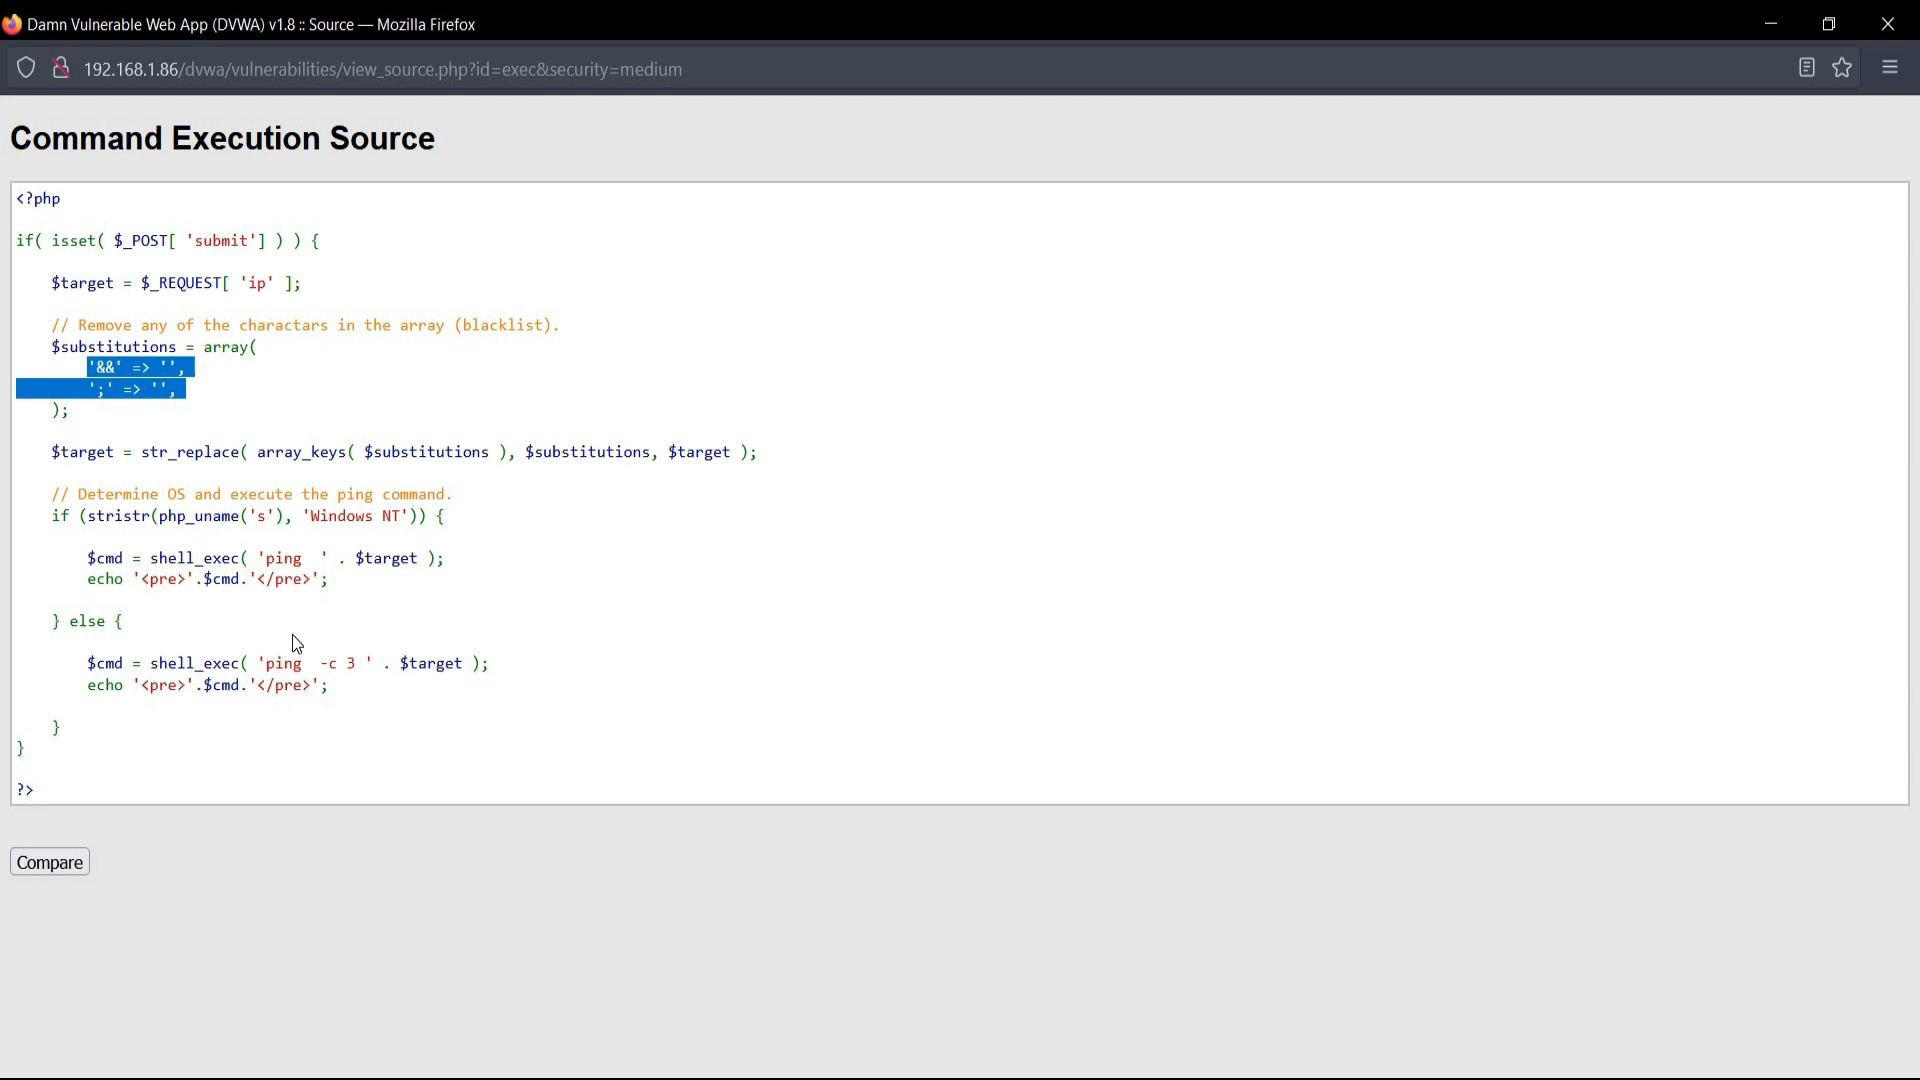 Damn Vulnerable Web App (DVWA) v1.8 :: Source — Mozilla Firefox
192.168.1.86/dvwa/vulnerabilities/view_source.php?id=exec&security=medium
Command Execution Source
<?php
if( isset( $_POST[ 'submit'] ) ) {
    $target = $_REQUEST[ 'ip' ];
    // Remove any of the charactars in the array (blacklist).
    $substitutions = array(
        '&&' => '',
        ';' => '',
    );
    $target = str_replace( array_keys( $substitutions ), $substitutions, $target );
    // Determine OS and execute the ping command.
    if (stristr(php_uname('s'), 'Windows NT')) {
        $cmd = shell_exec( 'ping  ' . $target );
        echo '<pre>'.$cmd.'</pre>';
    } else {
        $cmd = shell_exec( 'ping  -c 3 ' . $target );
        echo '<pre>'.$cmd.'</pre>';
    }
}
?>
Compare